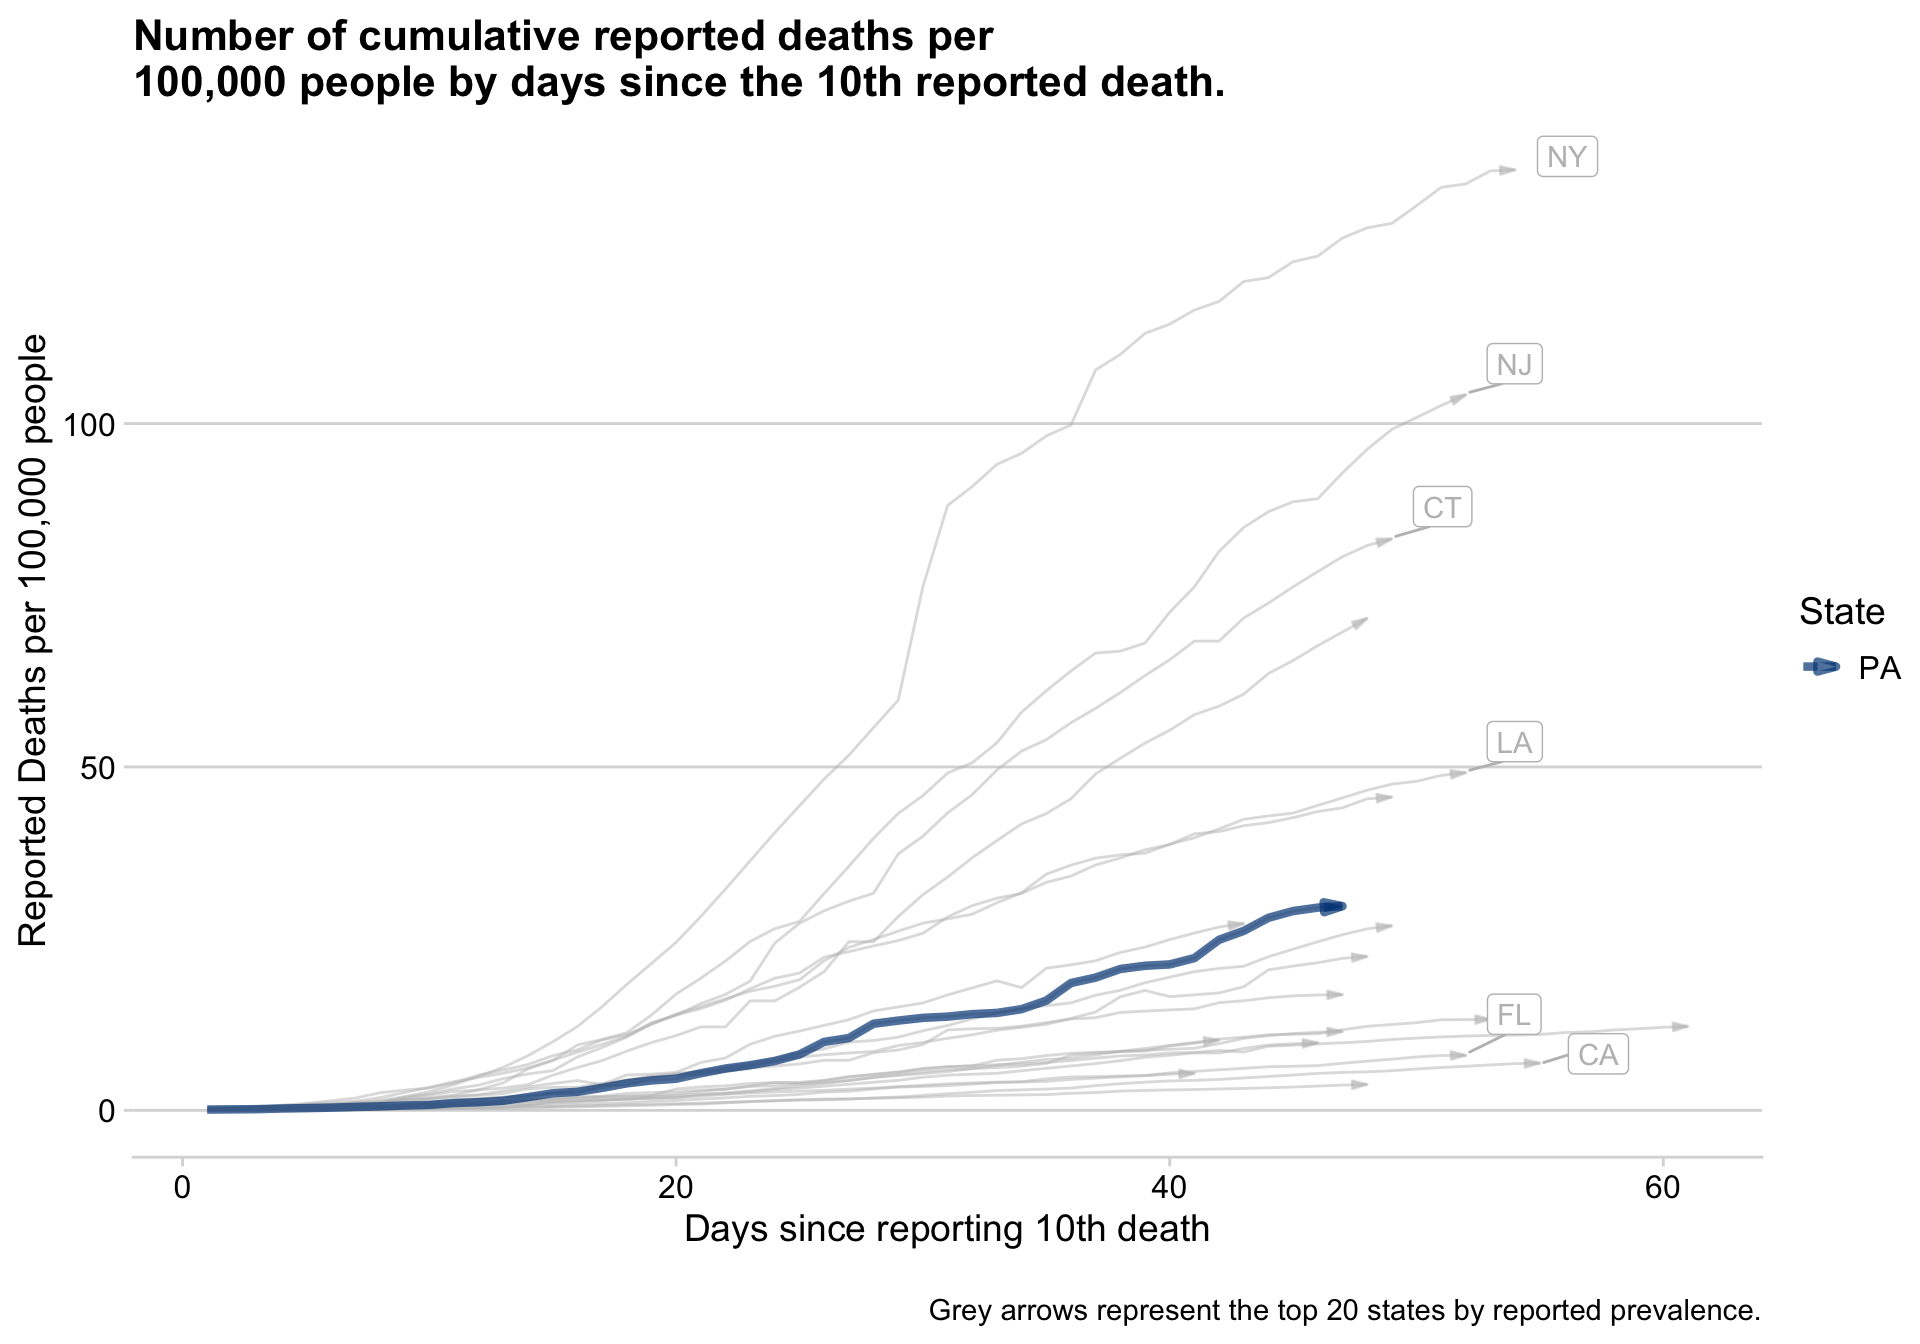 Number of cumulative reported deaths per
100,000 people by days since the 10th reported death.
Reported Deaths per 100,000 people
100
50
0
NY
NJ
CT
LA
FL
CA
State
PA
0 20 40 60
Days since reporting 10th death
Grey arrows represent the top 20 states by reported prevalence.